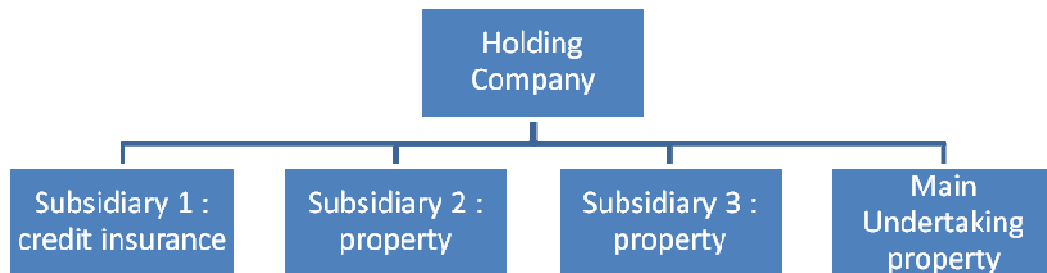 Holding
Company
Subsidiary 1 :
credit insurance
Subsidiary 2 :
property
Subsidiary 3 :
property
Main
Undertaking
property